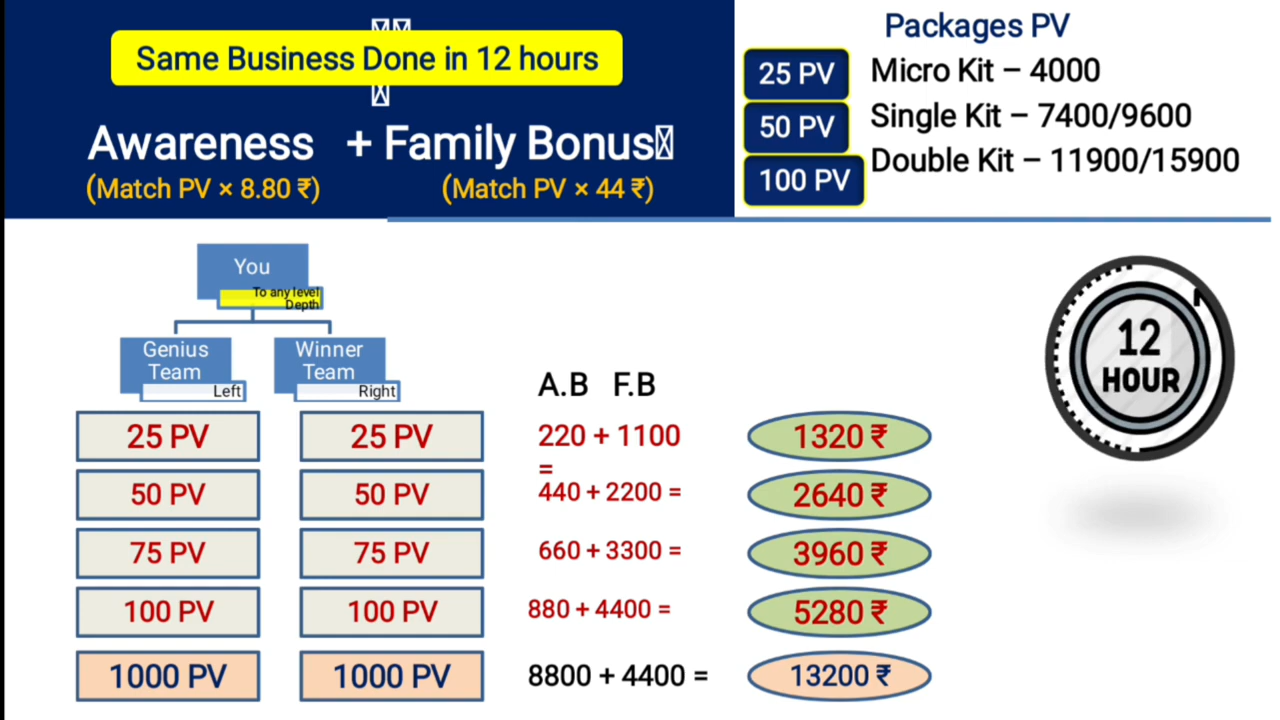 Same Business Done in 12 hours
Awareness + Family Bonus
(Match PV × 8.80 ₹) (Match PV × 44 ₹)
Packages PV
25 PV Micro Kit – 4000
50 PV Single Kit – 7400/9600
100 PV Double Kit – 11900/15900
You
To any level
Depth
Genius
Team
Left
Winner
Team
Right
A.B F.B
25 PV 25 PV 220 + 1100
=
1320 ₹
50 PV 50 PV 440 + 2200 = 2640 ₹
75 PV 75 PV 660 + 3300 = 3960 ₹
100 PV 100 PV 880 + 4400 = 5280 ₹
1000 PV 1000 PV 8800 + 4400 = 13200 ₹
12
HOUR